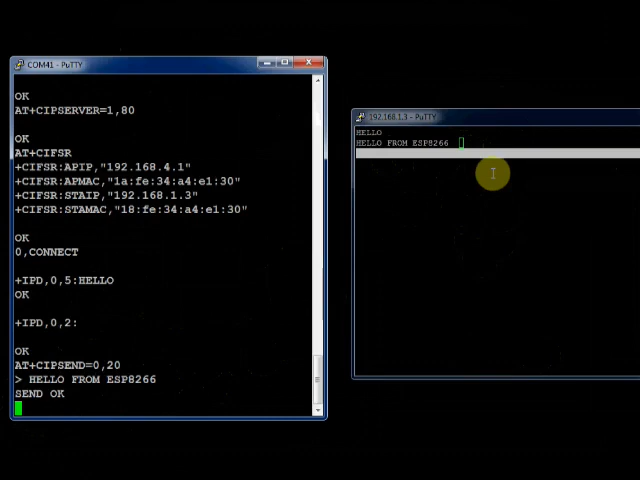 COM41 - PuTTY
OK
AT+CIPSERVER=1,80
OK
AT+CIFSR
+CIFSR:APIP,"192.168.4.1"
+CIFSR:APMAC,"1a:fe:34:a4:e1:30"
+CIFSR:STAIP,"192.168.1.3"
+CIFSR:STAMAC,"18:fe:34:a4:e1:30"
OK
0,CONNECT
+IPD,0,5:HELLO
OK
+IPD,0,2:
OK
AT+CIPSEND=0,20
> HELLO FROM ESP8266
SEND OK
192.168.1.3 - PuTTY
HELLO
HELLO FROM ESP8266